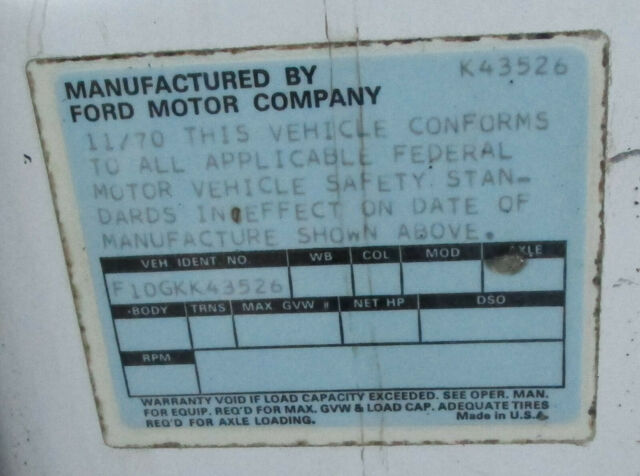 MANUFACTURED BY K43526
FORD MOTOR COMPANY
11/70 THIS VEHICLE CONFORMS
TO ALL APPLICABLE FEDERAL
MOTOR VEHICLE SAFETY STAN-
DARDS IN EFFECT ON DATE OF
MANUFACTURE SHOWN ABOVE.
VEH IDENT NO. WB COL MOD AXLE
F10GKK43526
BODY TRNS MAX GVW # NET HP DSO
RPM
WARRANTY VOID IF LOAD CAPACITY EXCEEDED. SEE OPER. MAN.
FOR EQUIP. REQ'D FOR MAX. GVW & LOAD CAP. ADEQUATE TIRES
REQ'D FOR AXLE LOADING. Made in U.S.A.